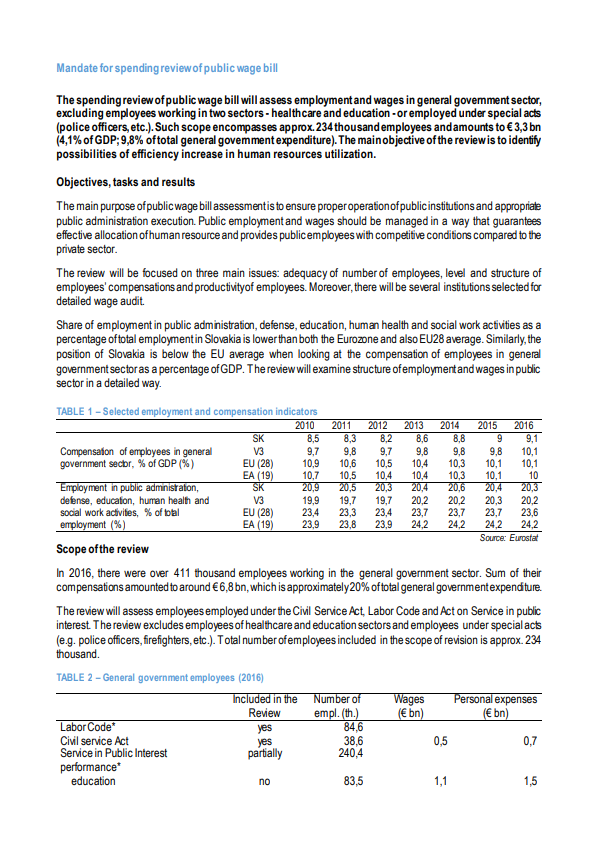 Mandate for spending review of public wage bill
The spending review of public wage bill will assess employment and wages in general government sector,
excluding employees working in two sectors - healthcare and education - or employed under special acts
(police officers, etc.). Such scope encompasses approx. 234 thousand employees and amounts to € 3,3 bn
(4,1% of GDP; 9,8% of total general government expenditure). The main objective of the review is to identify
possibilities of efficiency increase in human resources utilization.
Objectives, tasks and results
The main purpose of public wage bill assessment is to ensure proper operation of public institutions and appropriate
public administration execution. Public employment and wages should be managed in a way that guarantees
effective allocation of human resource and provides public employees with competitive conditions compared to the
private sector.
The review will be focused on three main issues: adequacy of number of employees, level and structure of
employees' compensations and productivity of employees. Moreover, there will be several institutions selected for
detailed wage audit.
Share of employment in public administration, defense, education, human health and social work activities as a
percentage of total employment in Slovakia is lower than both the Eurozone and also EU28 average. Similarly, the
position of Slovakia is below the EU average when looking at the compensation of employees in general
government sector as a percentage of GDP. The review will examine structure of employment and wages in public
sector in a detailed way.
TABLE 1 – Selected employment and compensation indicators
2010 2011 2012 2013 2014 2015 2016
SK 8,5 8,3 8,2 8,6 8,8 9 9,1
Compensation of employees in general V3 9,7 9,8 9,7 9,8 9,8 9,8 10,1
government sector, % of GDP (%) EU (28) 10,9 10,6 10,5 10,4 10,3 10,1 10,1
EA (19) 10,7 10,5 10,5 10,4 10,3 10,1 10
Employment in public administration, SK 20,9 20,5 20,3 20,4 20,6 20,4 20,3
defense, education, human health and V3 19,9 19,7 19,7 20,2 20,2 20,3 20,2
social work activities, % of total EU (28) 23,4 23,3 23,4 23,7 23,7 23,7 23,6
employment (%) EA (19) 23,9 23,8 23,9 24,2 24,2 24,2 24,2
Source: Eurostat
Scope of the review
In 2016, there were over 411 thousand employees working in the general government sector. Sum of their
compensations amounted to around € 6,8 bn, which is approximately 20% of total general government expenditure.
The review will assess employees employed under the Civil Service Act, Labor Code and Act on Service in public
interest. The review excludes employees of healthcare and education sectors and employees under special acts
(e.g. police officers, firefighters, etc.). Total number of employees included in the scope of revision is approx. 234
thousand.
TABLE 2 – General government employees (2016)
Included in the Number of Wages Personal expenses
Review empl. (th.) (€ bn) (€ bn)
Labor Code* yes 84,6
Civil service Act yes 38,6 0,5 0,7
Service in Public Interest partially 240,4
performance*
education no 83,5 1,1 1,5